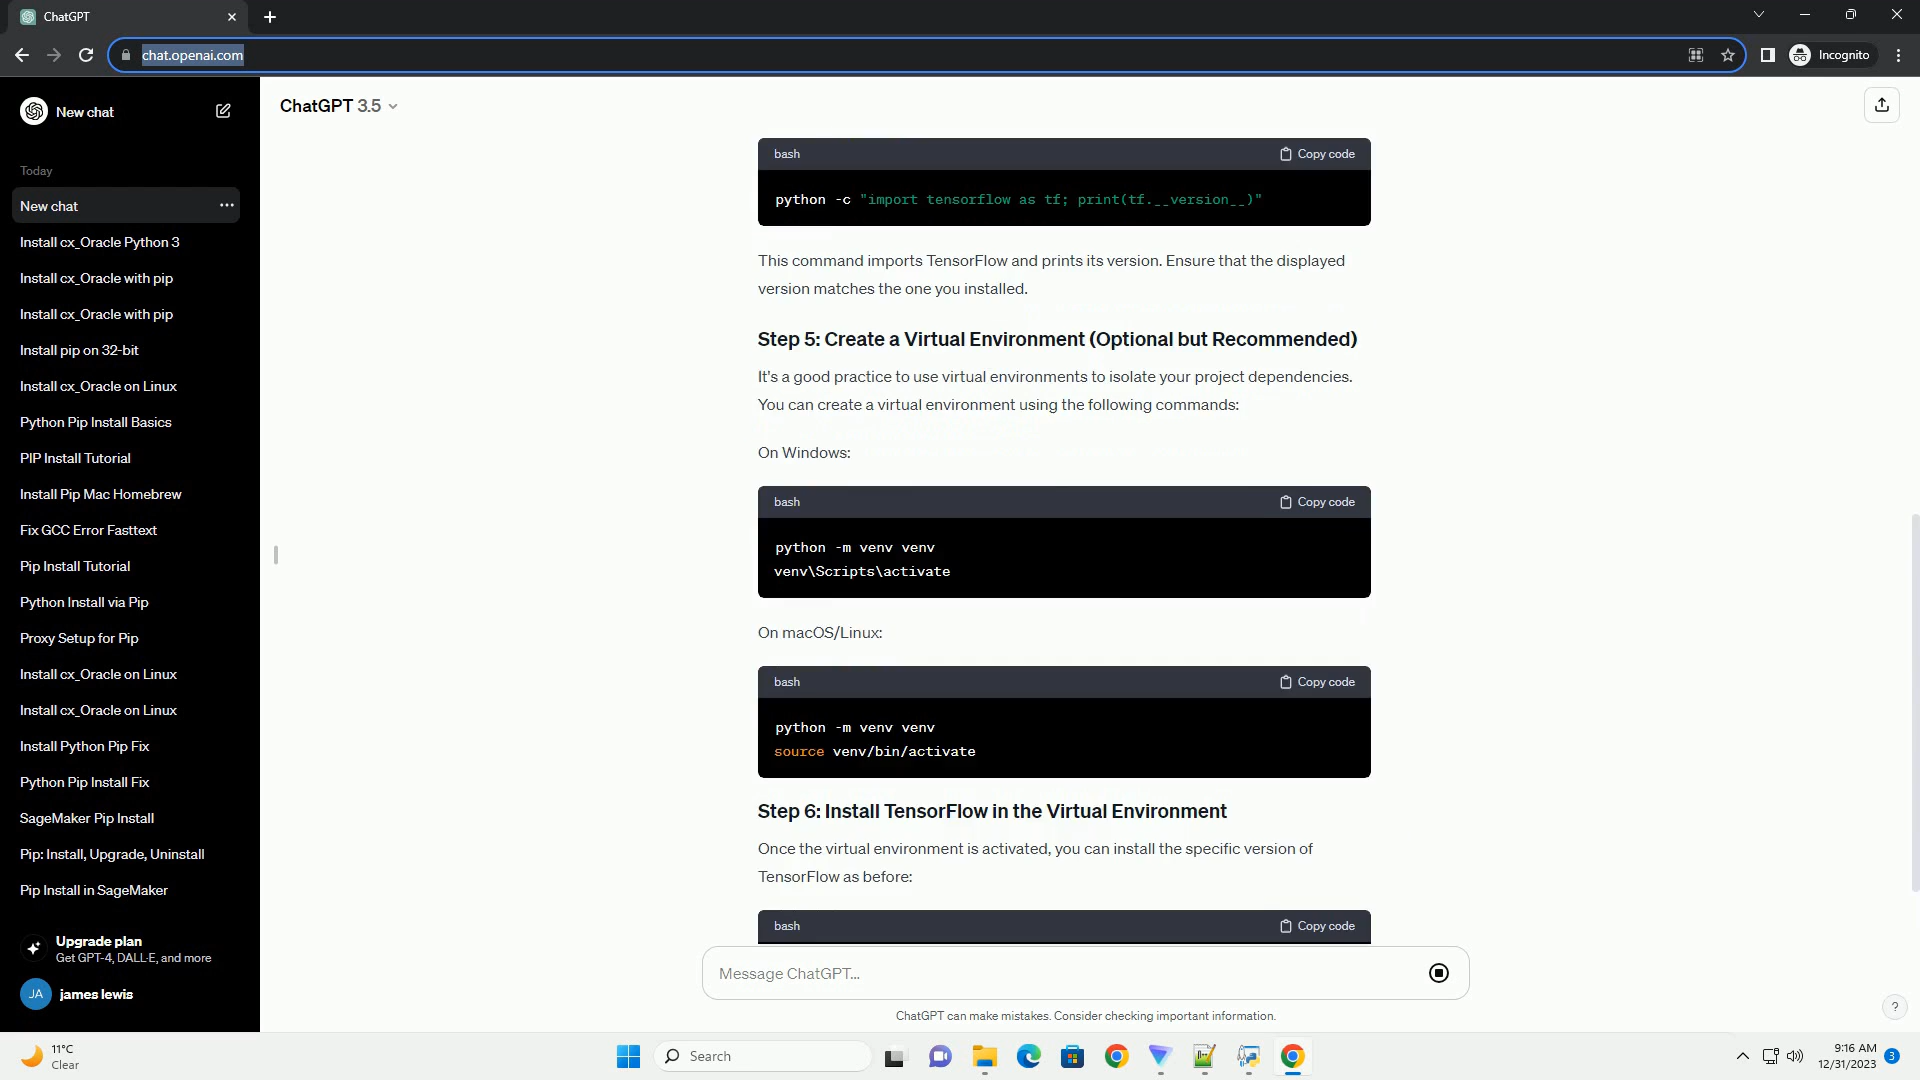 ChatGPT
chat.openai.com
Incognito
New chat
Today
New chat
Install cx_Oracle Python 3
Install cx_Oracle with pip
Install cx_Oracle with pip
Install pip on 32-bit
Install cx_Oracle on Linux
Python Pip Install Basics
PIP Install Tutorial
Install Pip Mac Homebrew
Fix GCC Error Fasttext
Pip Install Tutorial
Python Install via Pip
Proxy Setup for Pip
Install cx_Oracle on Linux
Install cx_Oracle on Linux
Install Python Pip Fix
Python Pip Install Fix
SageMaker Pip Install
Pip: Install, Upgrade, Uninstall
Pip Install in SageMaker
Upgrade plan
Get GPT-4, DALL·E, and more
JA james lewis
ChatGPT 3.5
bash Copy code
python -c "import tensorflow as tf; print(tf.__version__)"
This command imports TensorFlow and prints its version. Ensure that the displayed
version matches the one you installed.
Step 5: Create a Virtual Environment (Optional but Recommended)
It's a good practice to use virtual environments to isolate your project dependencies.
You can create a virtual environment using the following commands:
On Windows:
bash Copy code
python -m venv venv
venv\Scripts\activate
On macOS/Linux:
bash Copy code
python -m venv venv
source venv/bin/activate
Step 6: Install TensorFlow in the Virtual Environment
Once the virtual environment is activated, you can install the specific version of
TensorFlow as before:
bash Copy code
Message ChatGPT...
ChatGPT can make mistakes. Consider checking important information.
?
11°C
Clear
Search
9:16 AM
12/31/2023
3